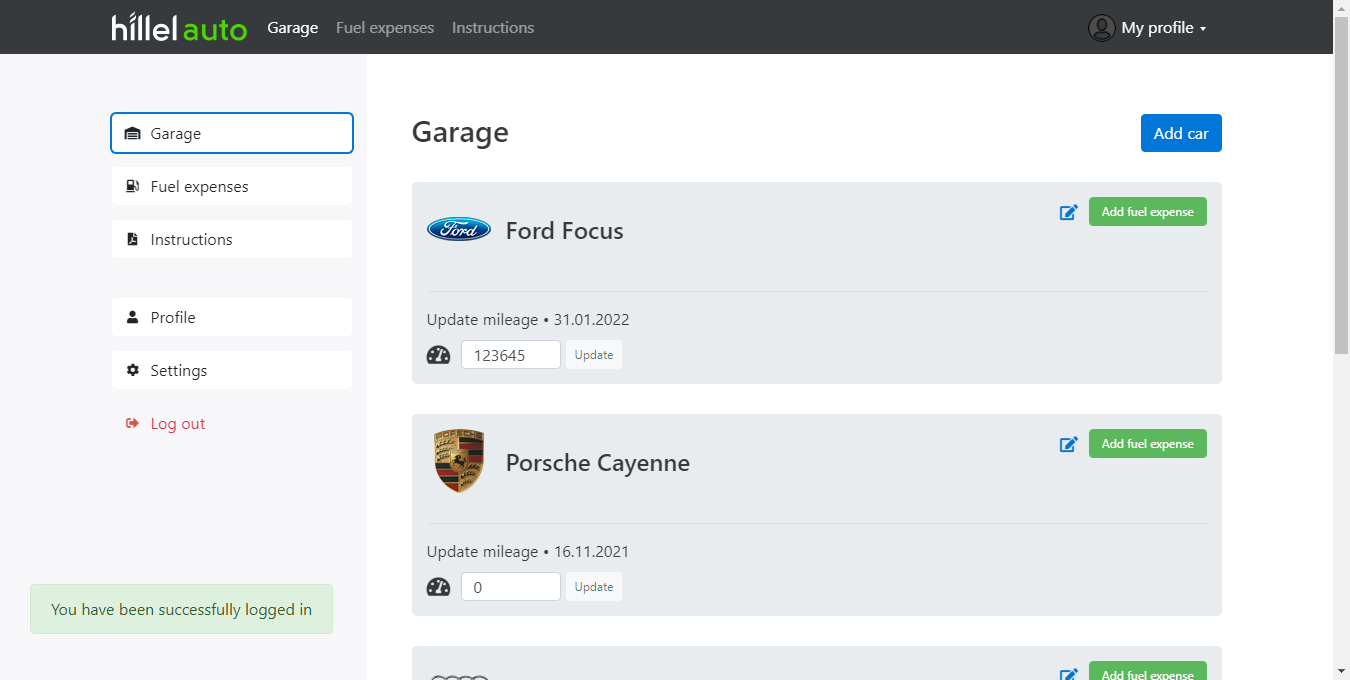 hillel auto Garage Fuel expenses Instructions My profile
Garage
Fuel expenses
Instructions
Profile
Settings
Log out
You have been successfully logged in
Garage
Add car
Ford
Ford Focus
Add fuel expense
Update mileage • 31.01.2022
123645 Update
PORSCHE
Porsche Cayenne
Add fuel expense
Update mileage • 16.11.2021
0 Update
Add fuel expense